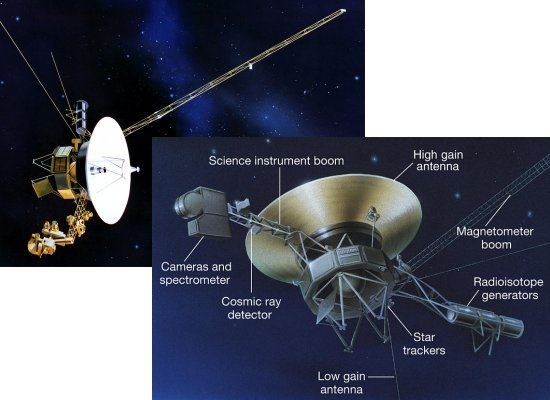 Science instrument boom
High gain
antenna
Magnetometer
boom
Cameras and
spectrometer
Radioisotope
generators
Cosmic ray
detector
Star
trackers
Low gain
antenna